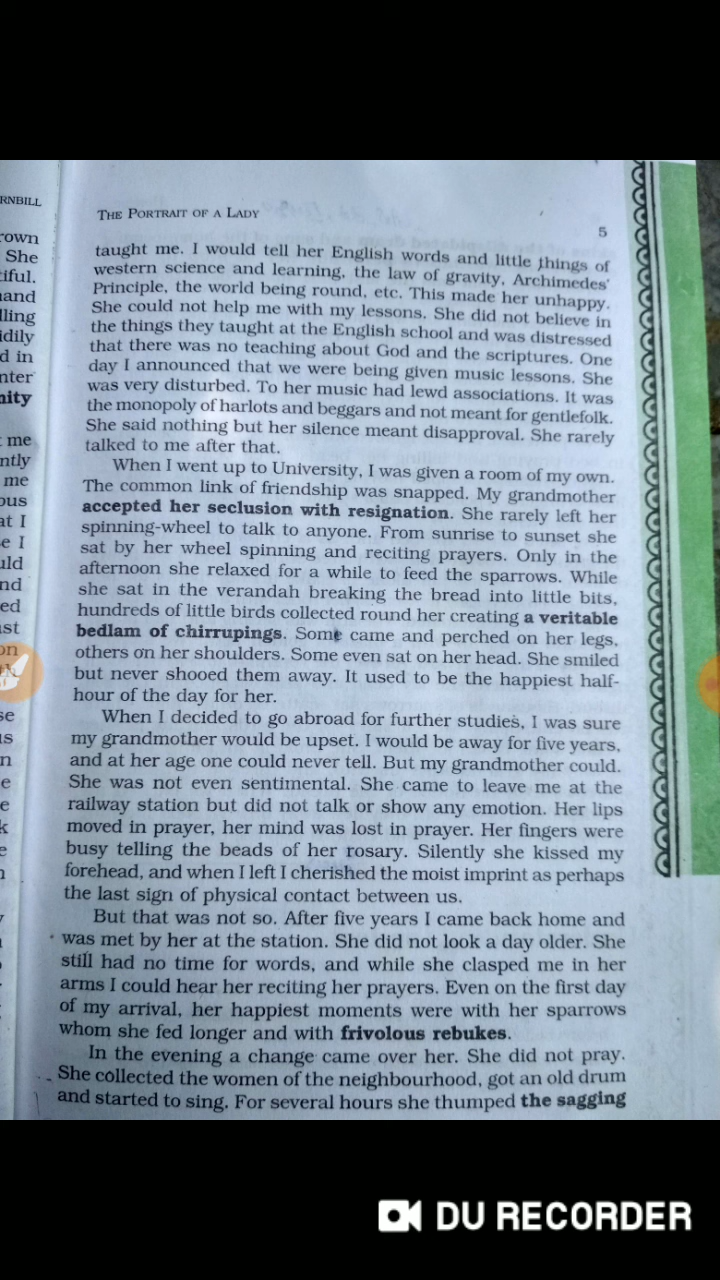 RNBILL
rown
She
iful.
and
lling
idily
d in
nter
nity
me
ntly
me
ous
at I
e I
uld
nd
ed
ast
on
se
us
n
e
e
k
e
THE PORTRAIT OF A LADY
5
taught me. I would tell her English words and little things of
western science and learning, the law of gravity, Archimedes'
Principle, the world being round, etc. This made her unhappy.
She could not help me with my lessons. She did not believe in
the things they taught at the English school and was distressed
that there was no teaching about God and the scriptures. One
day I announced that we were being given music lessons. She
was very disturbed. To her music had lewd associations. It was
the monopoly of harlots and beggars and not meant for gentlefolk.
She said nothing but her silence meant disapproval. She rarely
talked to me after that.
When I went up to University, I was given a room of my own.
The common link of friendship was snapped. My grandmother
accepted her seclusion with resignation. She rarely left her
spinning-wheel to talk to anyone. From sunrise to sunset she
sat by her wheel spinning and reciting prayers. Only in the
afternoon she relaxed for a while to feed the sparrows. While
she sat in the verandah breaking the bread into little bits,
hundreds of little birds collected round her creating a veritable
bedlam of chirrupings. Some came and perched on her legs,
others on her shoulders. Some even sat on her head. She smiled
but never shooed them away. It used to be the happiest half-
hour of the day for her.
When I decided to go abroad for further studies, I was sure
my grandmother would be upset. I would be away for five years,
and at her age one could never tell. But my grandmother could.
She was not even sentimental. She came to leave me at the
railway station but did not talk or show any emotion. Her lips
moved in prayer, her mind was lost in prayer. Her fingers were
busy telling the beads of her rosary. Silently she kissed my
forehead, and when I left I cherished the moist imprint as perhaps
the last sign of physical contact between us.
But that was not so. After five years I came back home and
was met by her at the station. She did not look a day older. She
still had no time for words, and while she clasped me in her
arms I could hear her reciting her prayers. Even on the first day
of my arrival, her happiest moments were with her sparrows
whom she fed longer and with frivolous rebukes.
In the evening a change came over her. She did not pray.
She collected the women of the neighbourhood, got an old drum
and started to sing. For several hours she thumped the sagging
DU RECORDER